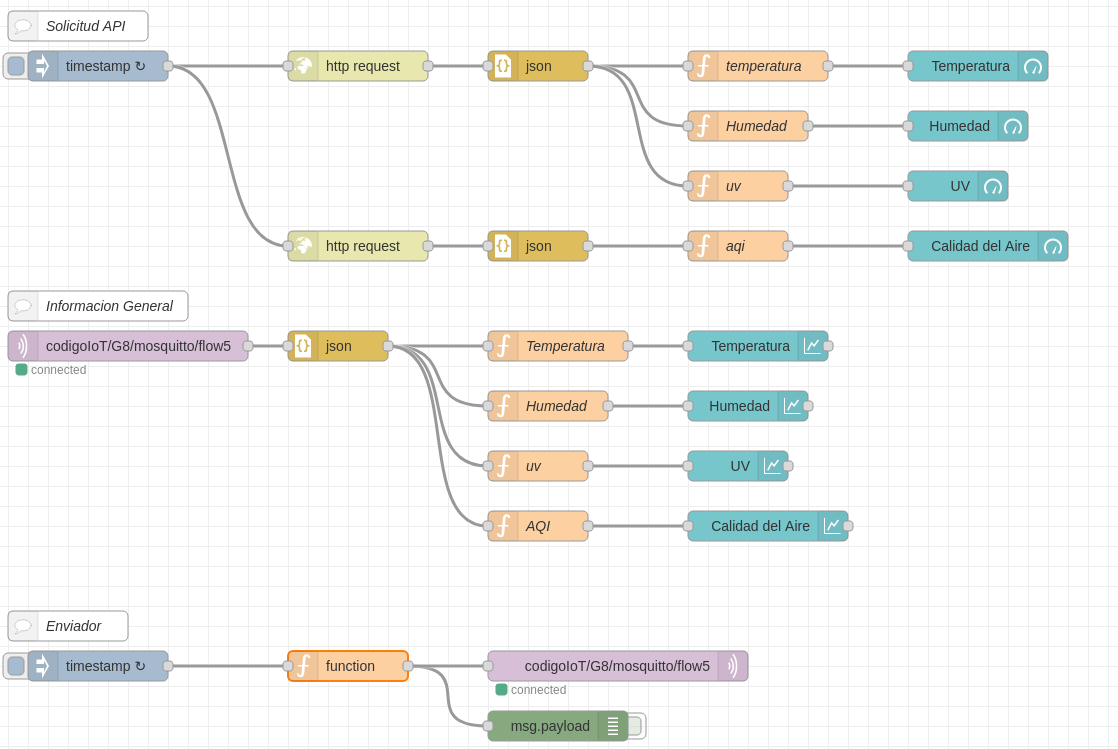 Solicitud API
timestamp ↻
http request
json
temperatura
Temperatura
Humedad
Humedad
uv
UV
http request
json
aqi
Calidad del Aire
Informacion General
codigoIoT/G8/mosquitto/flow5
connected
json
Temperatura
Temperatura
Humedad
Humedad
uv
UV
AQI
Calidad del Aire
Enviador
timestamp ↻
function
codigoIoT/G8/mosquitto/flow5
connected
msg.payload